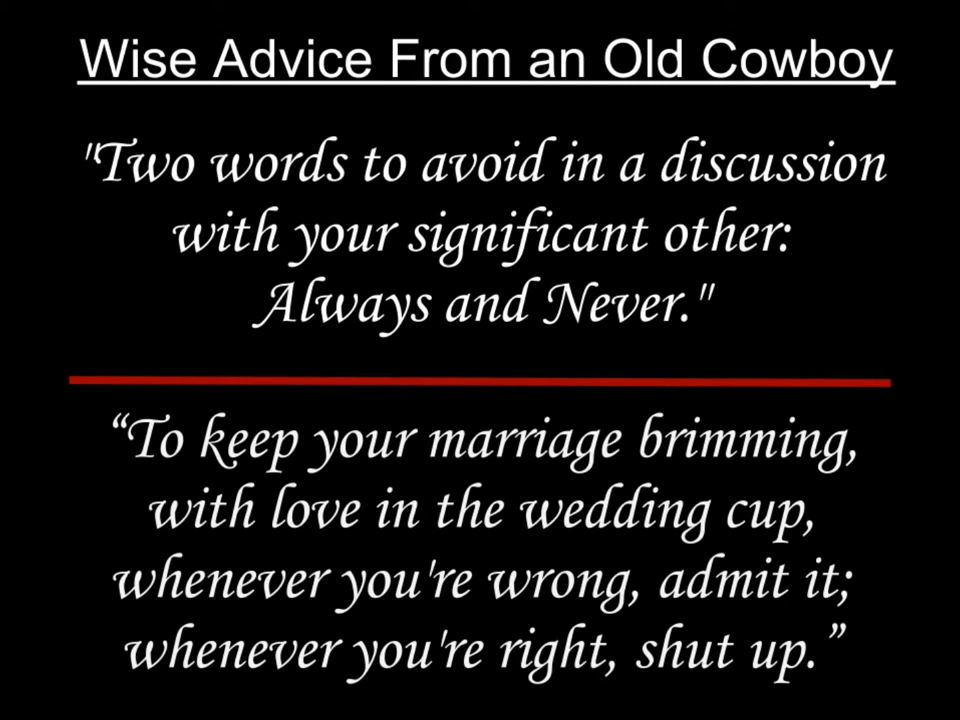 Wise Advice From an Old Cowboy
"Two words to avoid in a discussion
with your significant other:
Always and Never."
“To keep your marriage brimming,
with love in the wedding cup,
whenever you're wrong, admit it;
whenever you're right, shut up.”